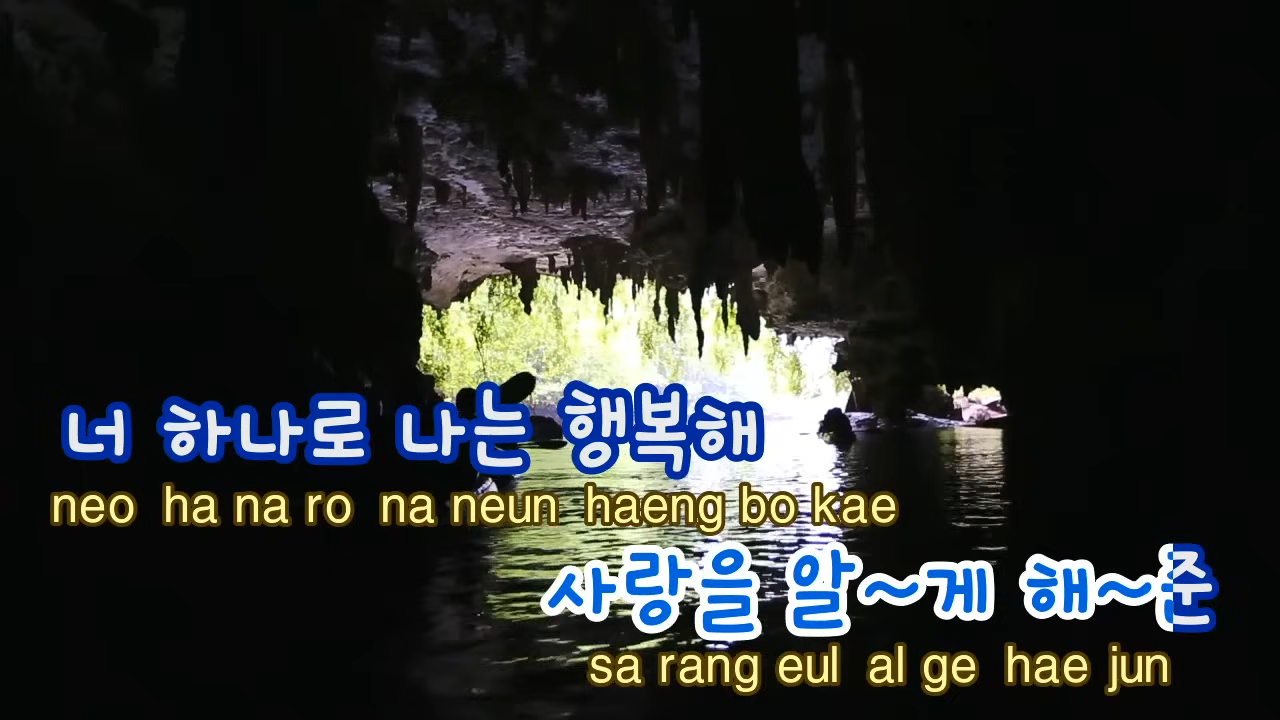 너 하나로 나는 행복해
neo ha na ro na neun haeng bo kae
사랑을 알~게 해~준
sa rang eul al ge hae jun